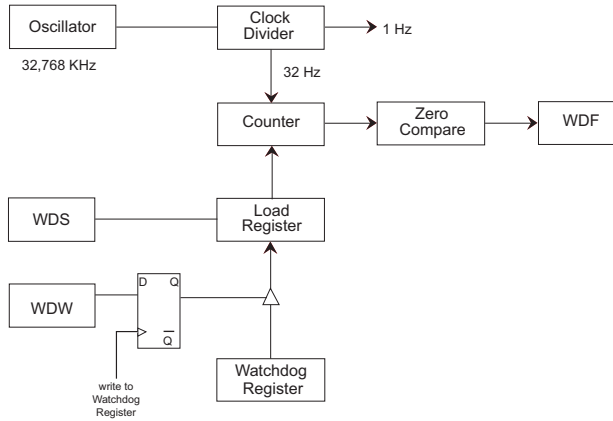 Oscillator
Clock
Divider
1 Hz
32,768 KHz
32 Hz
Counter
Zero
Compare
WDF
WDS
Load
Register
D Q
WDW
Q
write to
Watchdog
Register
Watchdog
Register